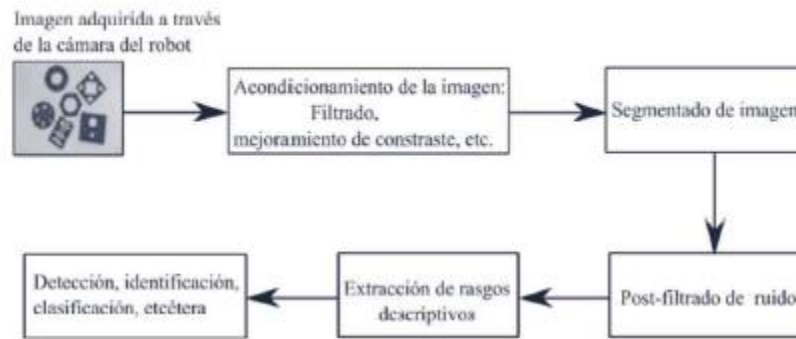 Imagen adquirida a través
de la cámara del robot
Acondicionamiento de la imagen:
Filtrado,
mejoramiento de constraste, etc.
Segmentado de imagen
Post-filtrado de ruido
Extracción de rasgos
descriptivos
Detección, identificación,
clasificación, etcétera